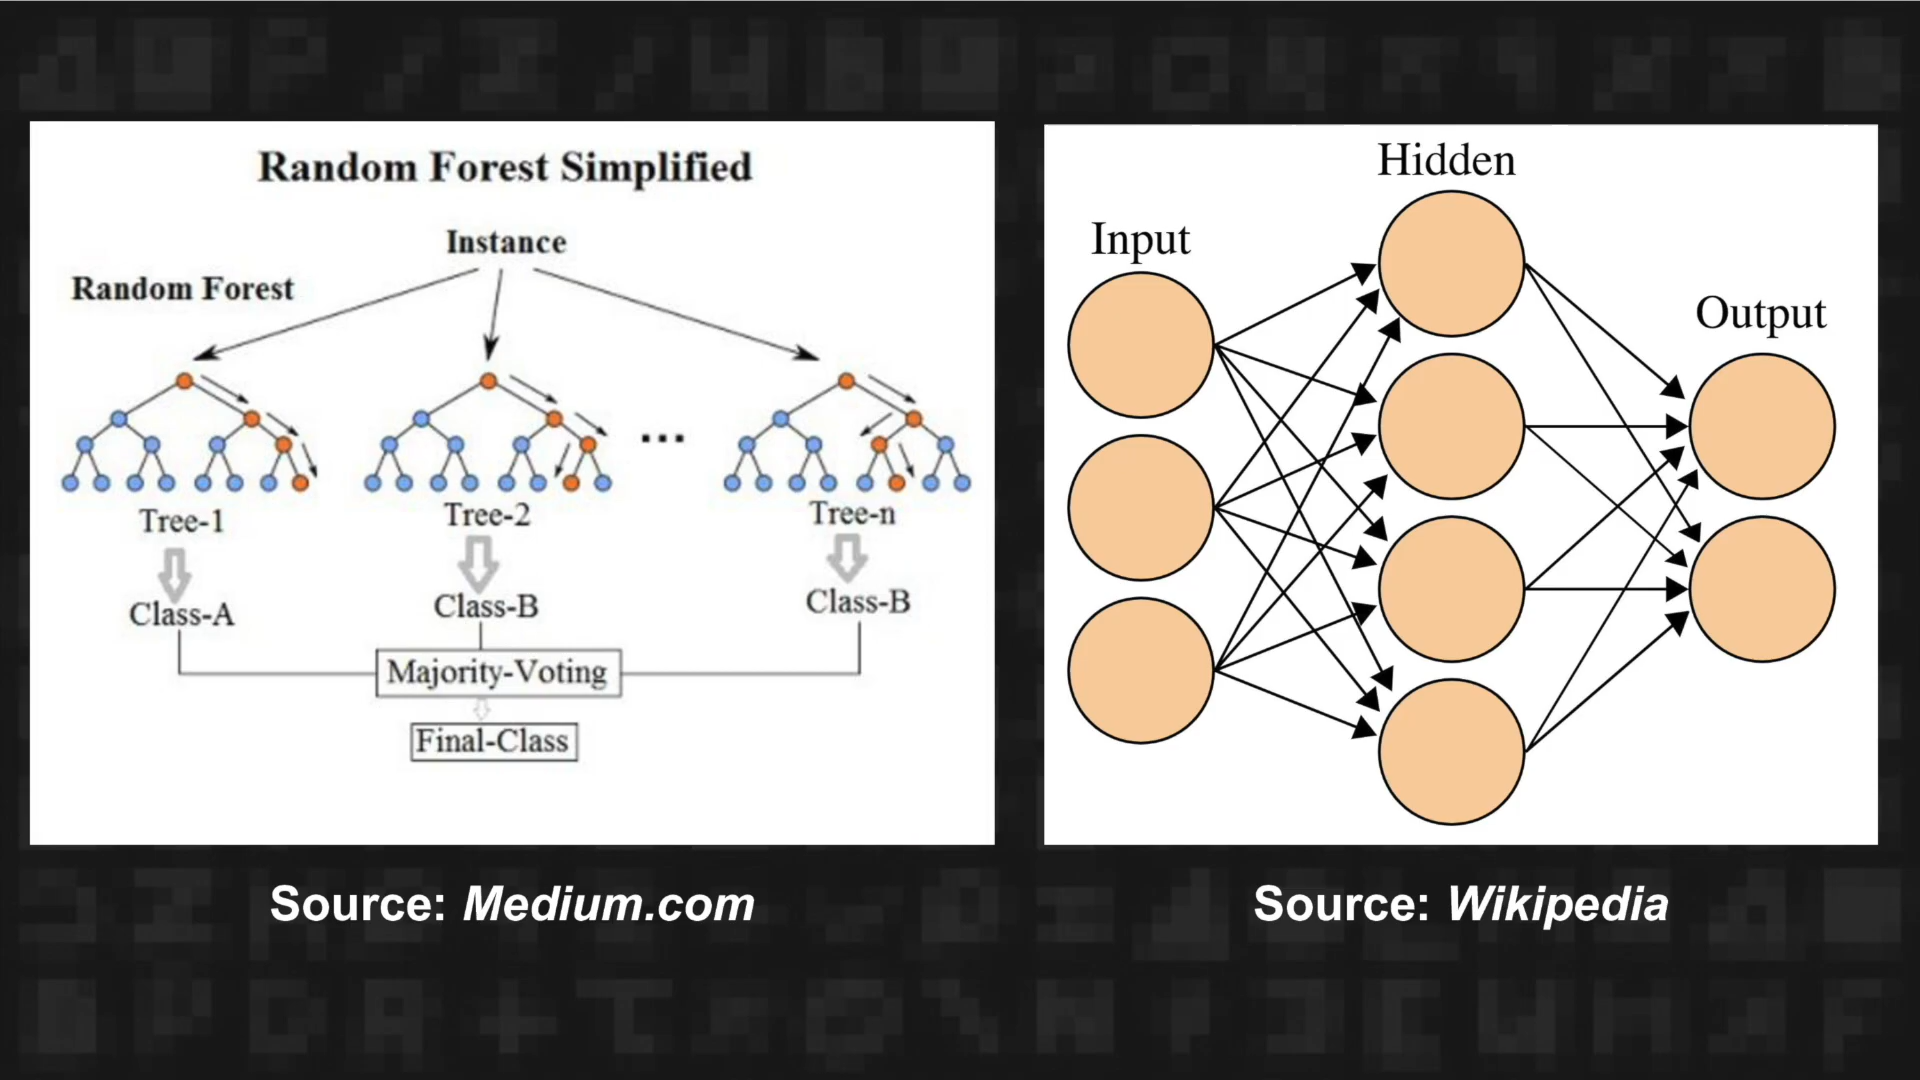 Random Forest Simplified
Instance
Random Forest
...
Tree-1
Tree-2
Tree-n
Class-A
Class-B
Class-B
Majority-Voting
Final-Class
Source: Medium.com
Hidden
Input
Output
Source: Wikipedia